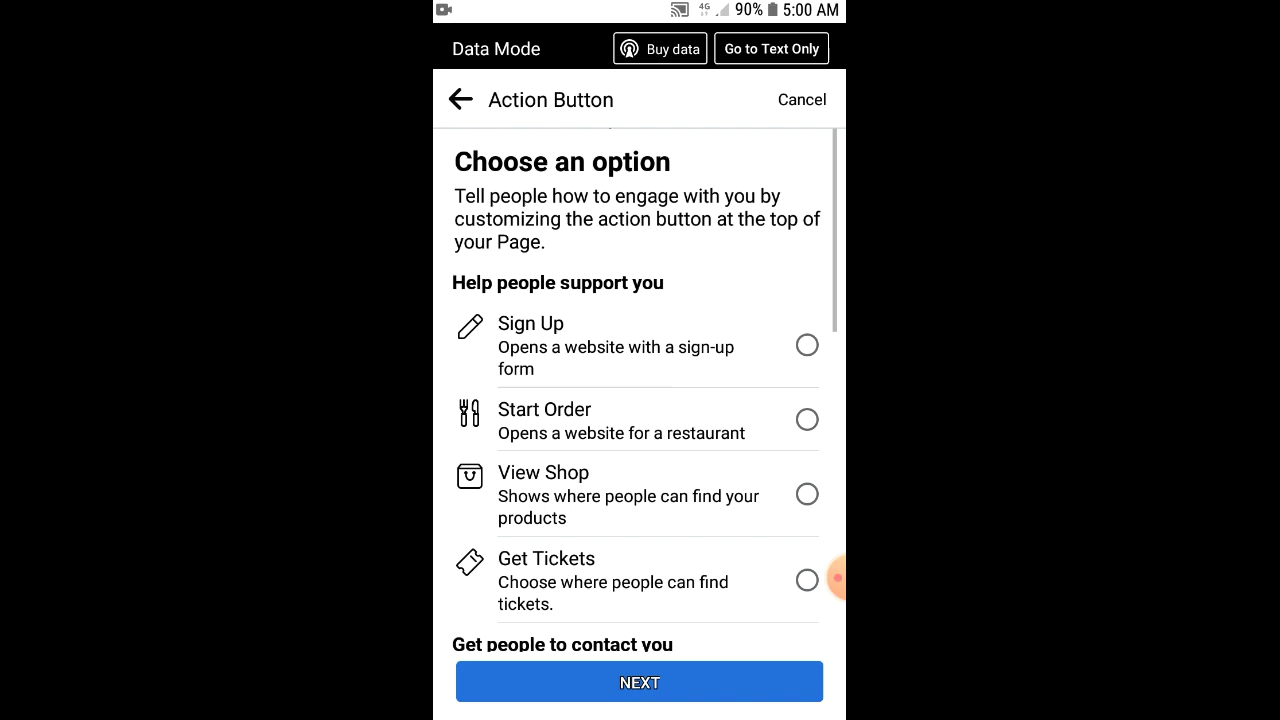 4G 90% 5:00 AM
Data Mode Buy data Go to Text Only
Action Button Cancel
Choose an option
Tell people how to engage with you by
customizing the action button at the top of
your Page.
Help people support you
Sign Up
Opens a website with a sign-up
form
Start Order
Opens a website for a restaurant
View Shop
Shows where people can find your
products
Get Tickets
Choose where people can find
tickets.
Get people to contact you
NEXT